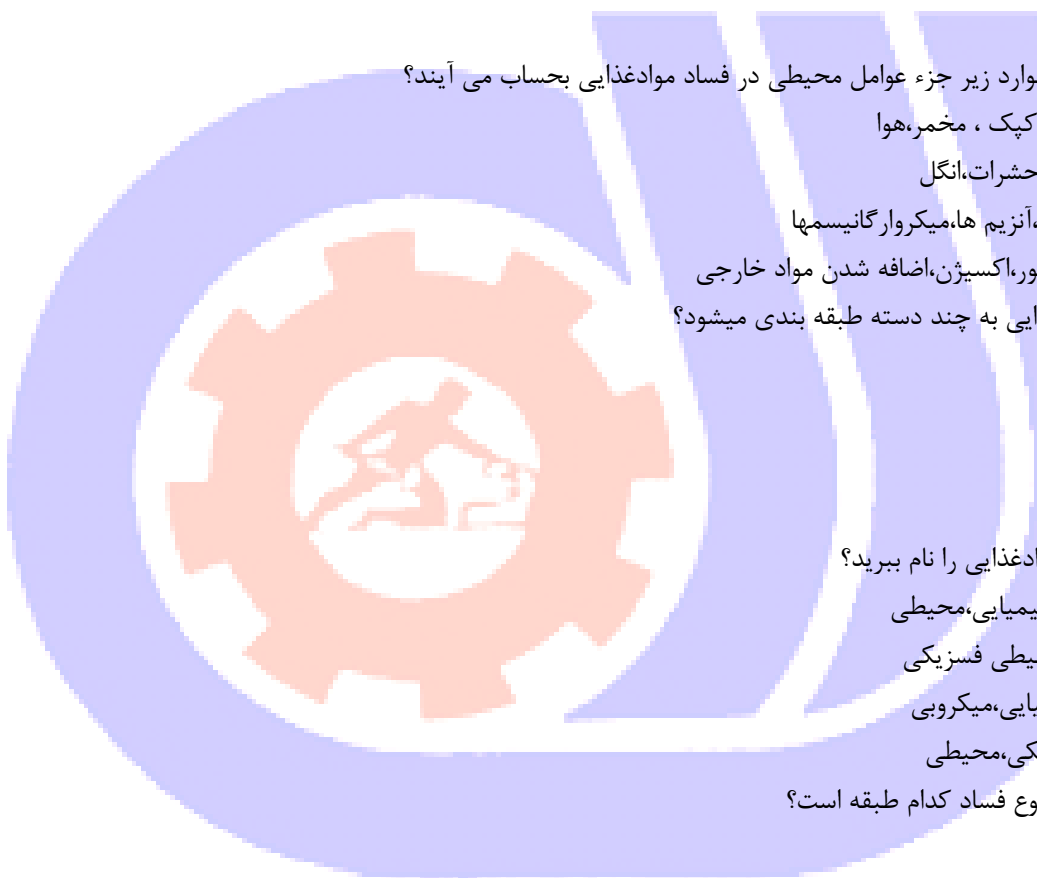 وارد زیر جزء عوامل محیطی در فساد موادغذایی بحساب می آیند؟
کپک ، مخمر،هوا
حشرات،انگل
،آنزیم ها،میکروارگانیسمها
ور،اکسیژن،اضافه شدن مواد خارجی
ایی به چند دسته طبقه بندی میشود؟
ادغذایی را نام ببرید؟
یمیایی،محیطی
یطی فسزیکی
یایی،میکروبی
کی،محیطی
وع فساد کدام طبقه است؟